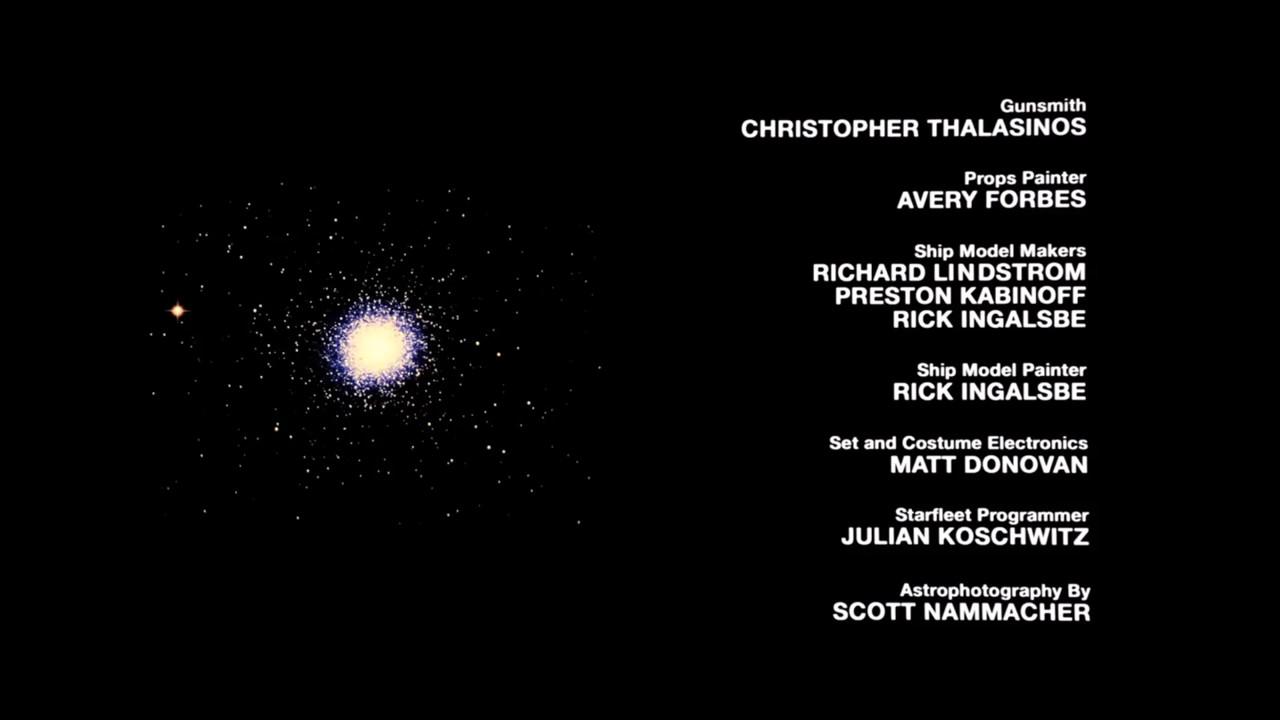 Gunsmith
CHRISTOPHER THALASINOS
Props Painter
AVERY FORBES
Ship Model Makers
RICHARD LINDSTROM
PRESTON KABINOFF
RICK INGALSBE
Ship Model Painter
RICK INGALSBE
Set and Costume Electronics
MATT DONOVAN
Starfleet Programmer
JULIAN KOSCHWITZ
Astrophotography By
SCOTT NAMMACHER